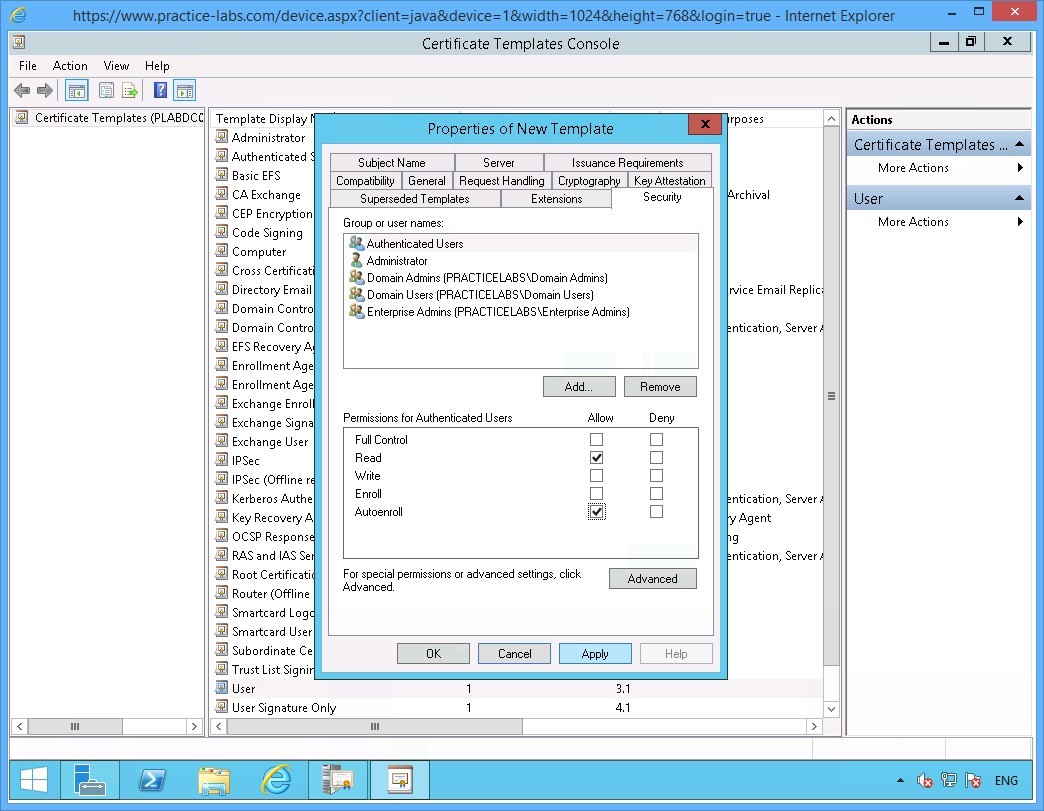 https://www.practice-labs.com/device.aspx?client=java&device=1&width=1024&height=768&login=true - Internet Explorer
Certificate Templates Console
File Action View Help
Certificate Templates (PLABDC0
Template Display
Administrator
Authenticated S
Basic EFS
CA Exchange
CEP Encryption
Code Signing
Computer
Cross Certificati
Directory Email
Domain Contro
Domain Contro
EFS Recovery Ag
Enrollment Age
Enrollment Age
Exchange Enroll
Exchange Signa
Exchange User
IPSec
IPSec (Offline re
Kerberos Authe
Key Recovery A
OCSP Response
RAS and IAS Ser
Root Certificatio
Router (Offline
Smartcard Logo
Smartcard User
Subordinate Ce
Trust List Signin
User 1 3.1
User Signature Only 1 4.1
Properties of New Template
Subject Name Server Issuance Requirements
Compatibility General Request Handling Cryptography Key Attestation
Superseded Templates Extensions Security
Group or user names:
Authenticated Users
Administrator
Domain Admins (PRACTICELABS\Domain Admins)
Domain Users (PRACTICELABS\Domain Users)
Enterprise Admins (PRACTICELABS\Enterprise Admins)
Add... Remove
Permissions for Authenticated Users Allow Deny
Full Control
Read
Write
Enroll
Autoenroll
For special permissions or advanced settings, click
Advanced.
Advanced
OK Cancel Apply Help
urposes
Archival
rvice Email Replica
entication, Server A
entication, Server A
y Agent
ng
entication, Server A
Actions
Certificate Templates ...
More Actions
User
More Actions
ENG